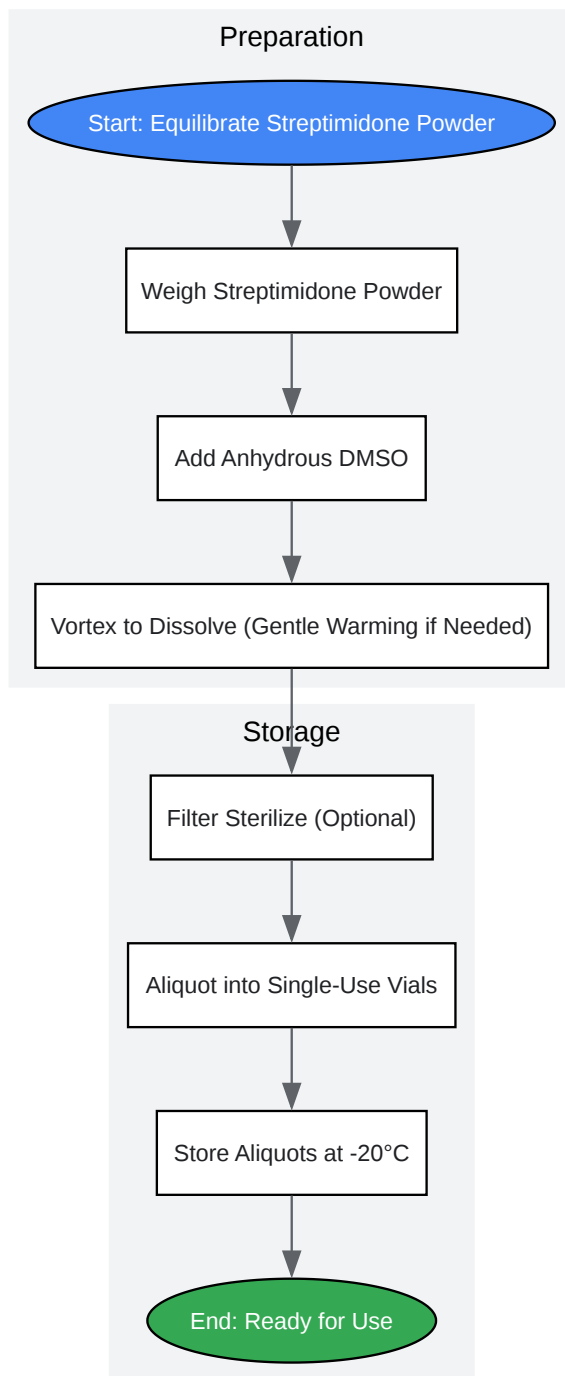 Preparation
Start: Equilibrate Streptimidone Powder
Weigh Streptimidone Powder
Add Anhydrous DMSO
Vortex to Dissolve (Gentle Warming if Needed)
Storage
Filter Sterilize (Optional)
Aliquot into Single-Use Vials
Store Aliquots at -20°C
End: Ready for Use